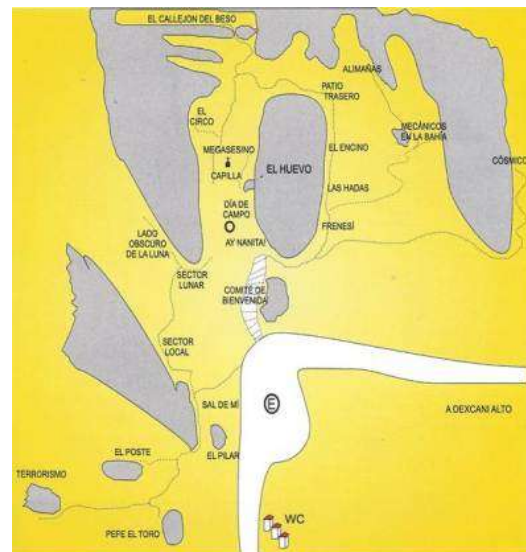 EL CALLEJON DEL BESO
ALIMAÑAS
PATIO
TRASERO
EL
CIRCO
MECÁNICOS
EN LA BAHÍA
MEGASESINO
EL ENCINO
CÓSMICO
CAPILLA
EL HUEVO
LAS HADAS
DÍA DE
CAMPO
FRENESÍ
LADO
OBSCURO
DE LA LUNA
AY NANITA!
SECTOR
LUNAR
COMITÉ DE
BIENVENIDA
SECTOR
LOCAL
SAL DE MÍ
E
A DEXCANI ALTO
EL POSTE
EL PILAR
TERRORISMO
WC
PEPE EL TORO